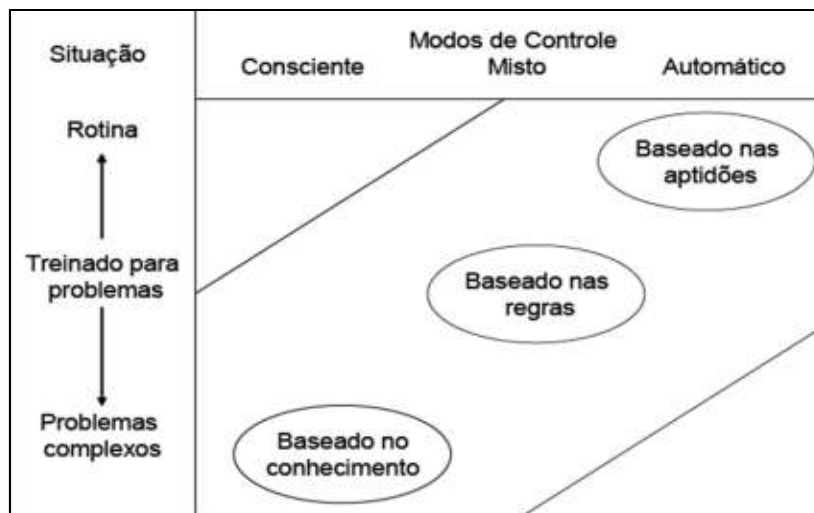 Situação
Modos de Controle
Consciente Misto Automático
Rotina
Baseado nas
aptidões
Treinado para
problemas
Baseado nas
regras
Problemas
complexos
Baseado no
conhecimento